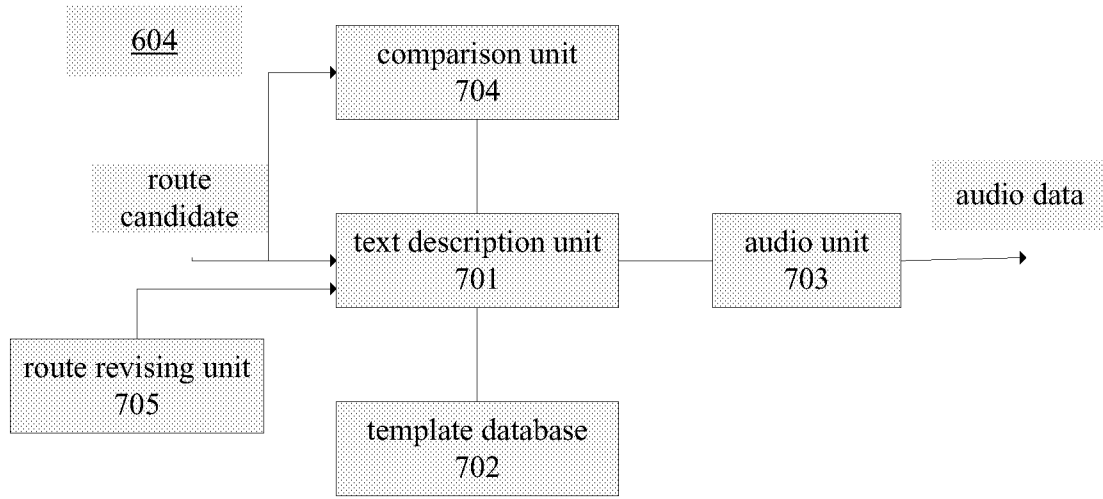 604
comparison unit
704
route
candidate
text description unit
701
audio unit
703
audio data
route revising unit
705
template database
702